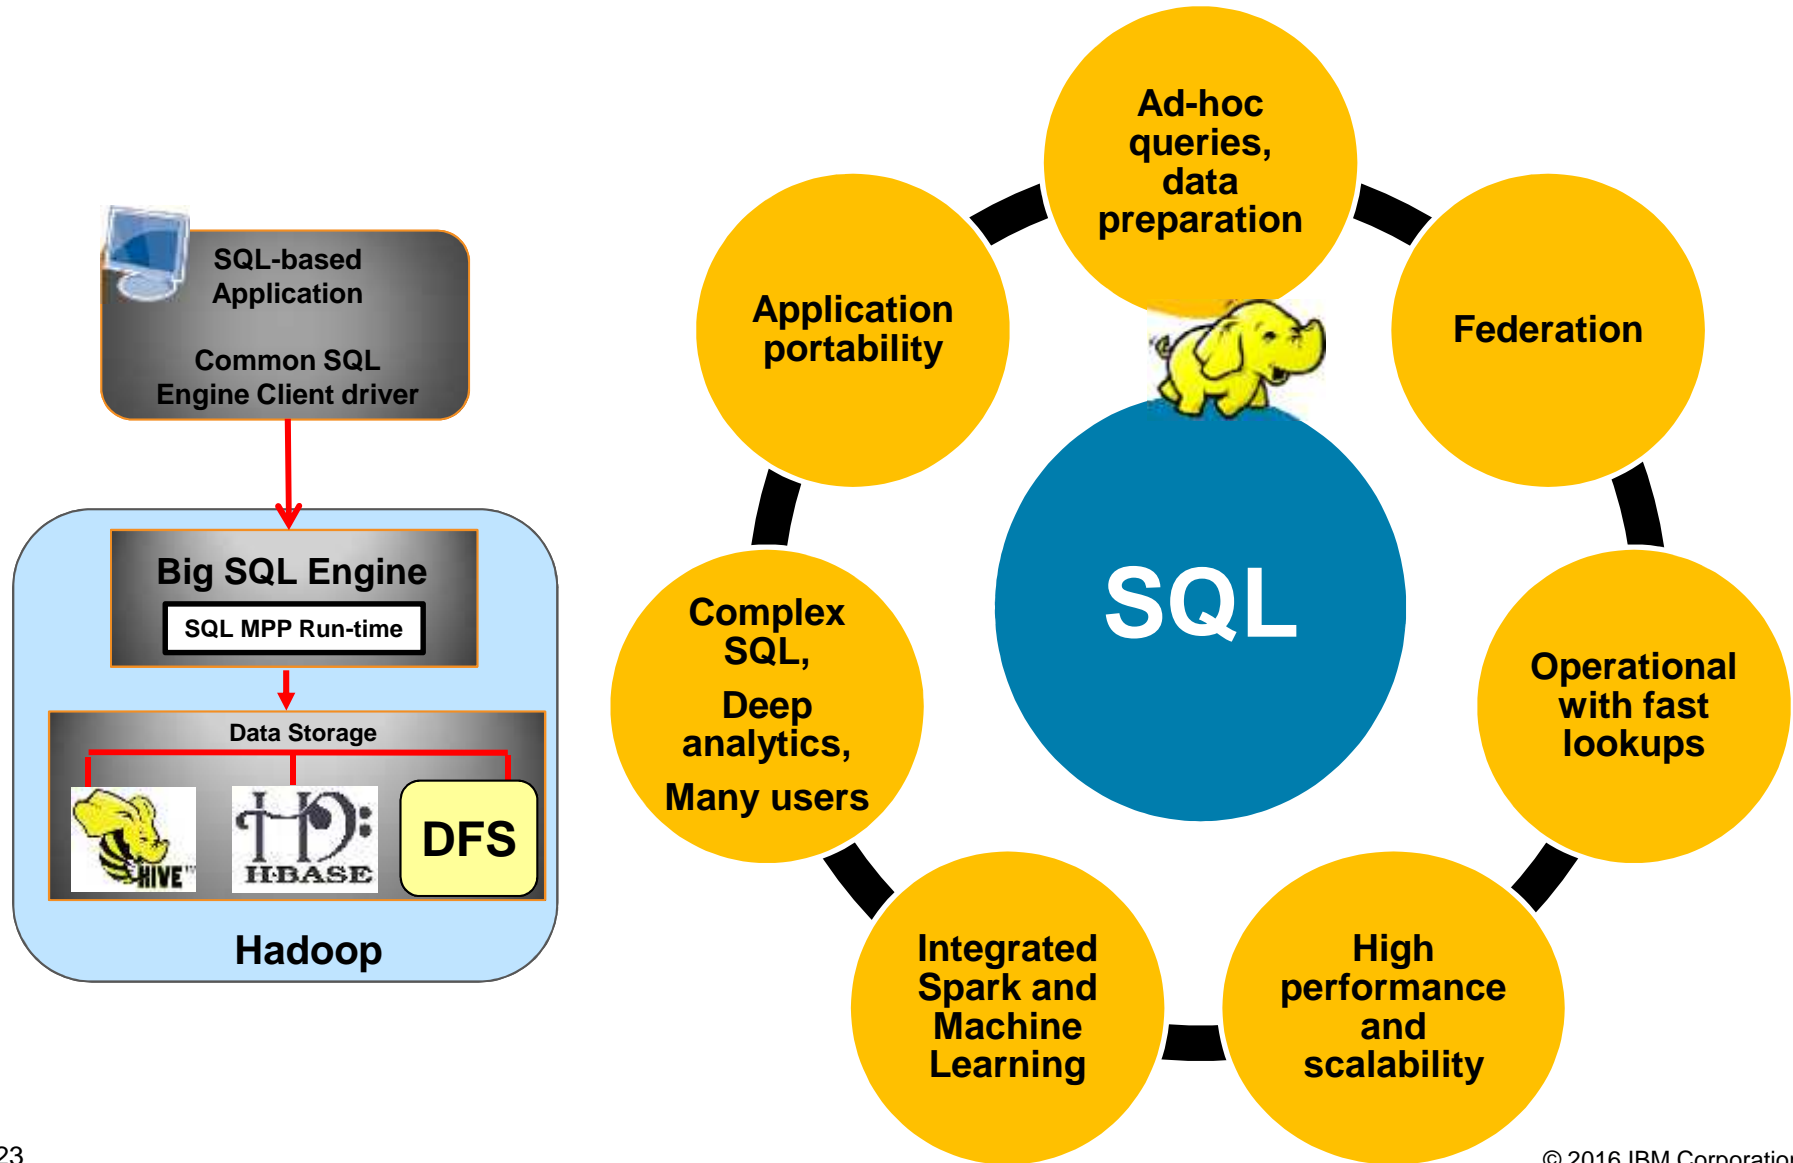 SQL-based
Application
Common SQL
Engine Client driver
Big SQL Engine
SQL MPP Run-time
Data Storage
HIVE
HBASE
DFS
Hadoop
Ad-hoc
queries,
data
preparation
Federation
Operational
with fast
lookups
High
performance
and
scalability
Integrated
Spark and
Machine
Learning
Complex
SQL,
Deep
analytics,
Many users
Application
portability
SQL
23
© 2016 IBM Corporation